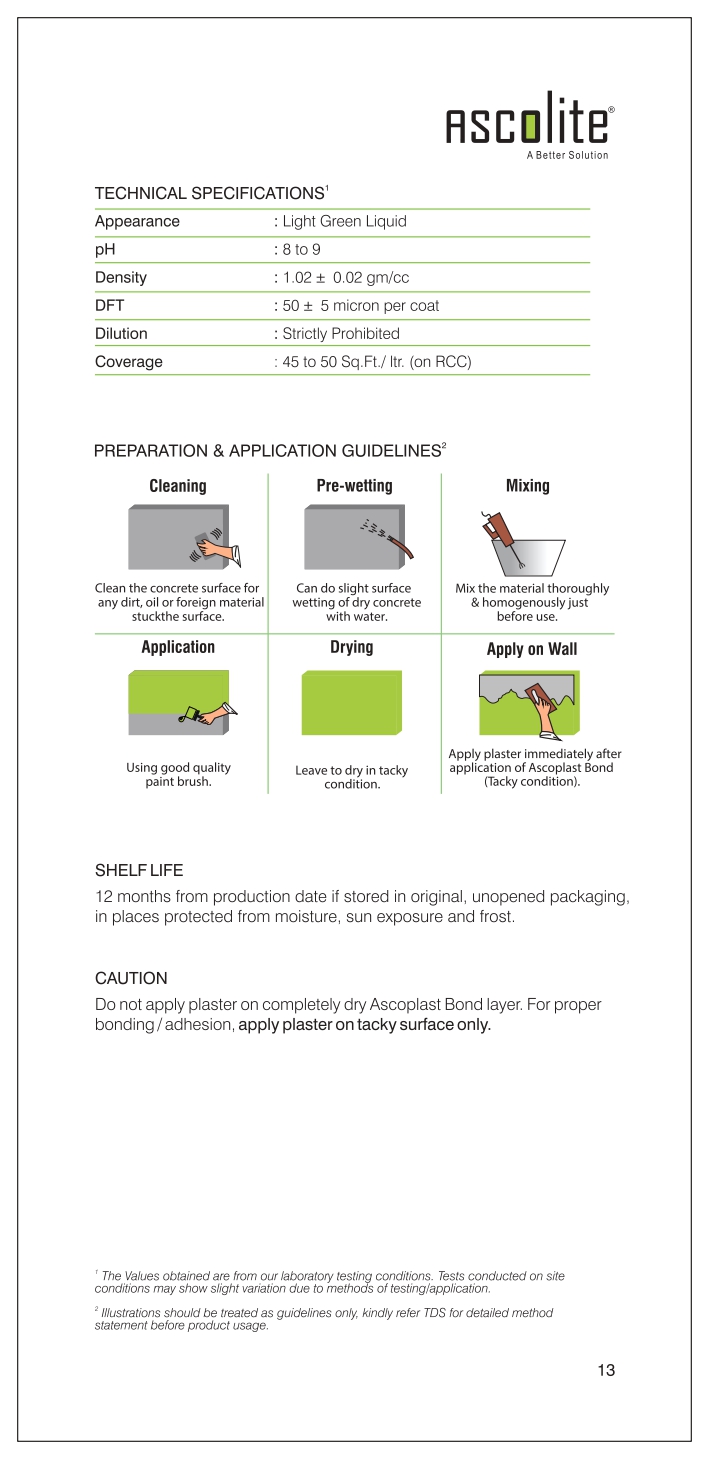 ascolite®
A Better Solution
TECHNICAL SPECIFICATIONS¹
Appearance : Light Green Liquid
pH : 8 to 9
Density : 1.02 ± 0.02 gm/cc
DFT : 50 ± 5 micron per coat
Dilution : Strictly Prohibited
Coverage : 45 to 50 Sq.Ft./ ltr. (on RCC)
PREPARATION & APPLICATION GUIDELINES²
Cleaning
Clean the concrete surface for
any dirt, oil or foreign material
stuckthe surface.
Pre-wetting
Can do slight surface
wetting of dry concrete
with water.
Mixing
Mix the material thoroughly
& homogenously just
before use.
Application
Using good quality
paint brush.
Drying
Leave to dry in tacky
condition.
Apply on Wall
Apply plaster immediately after
application of Ascoplast Bond
(Tacky condition).
SHELF LIFE
12 months from production date if stored in original, unopened packaging,
in places protected from moisture, sun exposure and frost.
CAUTION
Do not apply plaster on completely dry Ascoplast Bond layer. For proper
bonding / adhesion, apply plaster on tacky surface only.
¹ The Values obtained are from our laboratory testing conditions. Tests conducted on site
conditions may show slight variation due to methods of testing/application.
² Illustrations should be treated as guidelines only, kindly refer TDS for detailed method
statement before product usage.
13